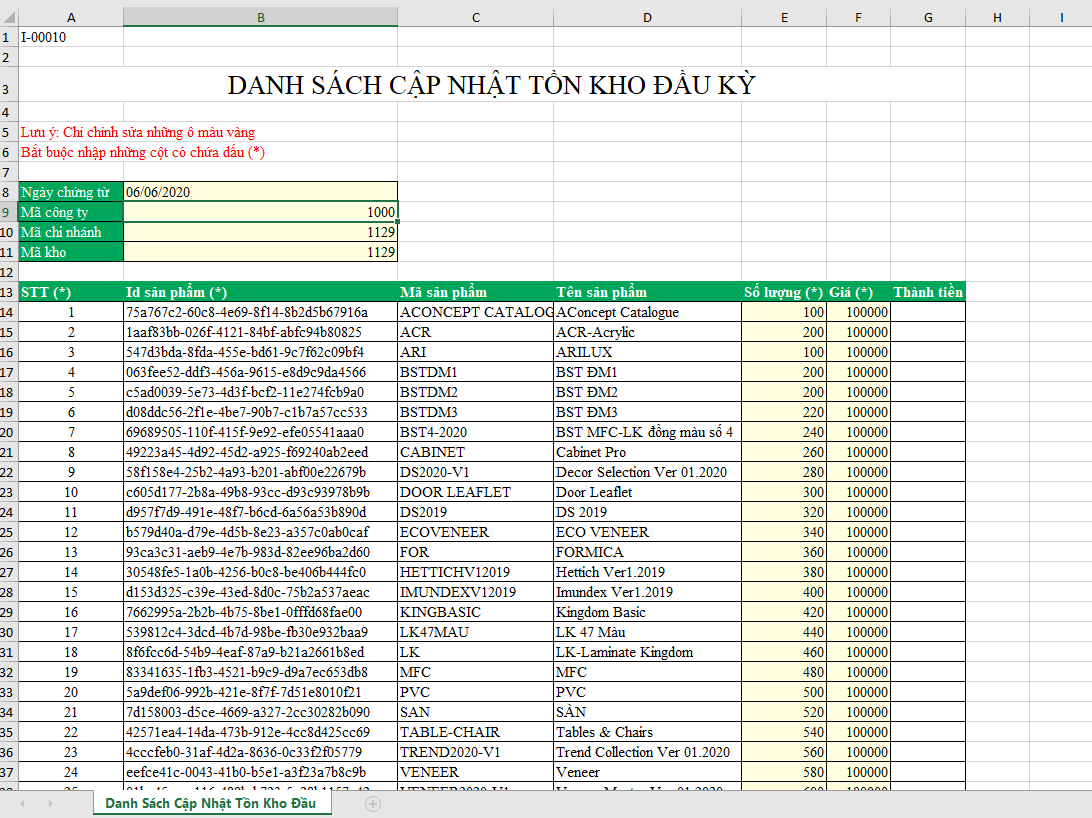 A B C D E F G H I
1 I-00010
2
3 DANH SÁCH CẬP NHẬT TỒN KHO ĐẦU KỲ
4
5 Lưu ý: Chỉ chỉnh sửa những ô màu vàng
6 Bắt buộc nhập những cột có chứa dấu (*)
7
8 Ngày chứng từ 06/06/2020
9 Mã công ty 1000
10 Mã chi nhánh 1129
11 Mã kho 1129
12
13 STT (*) Id sản phẩm (*) Mã sản phẩm Tên sản phẩm Số lượng (*) Giá (*) Thành tiền
14 1 75a767c2-60c8-4e69-8f14-8b2d5b67916a ACONCEPT CATALOG AConcept Catalogue 100 100000
15 2 1aaf83bb-026f-4121-84bf-abfc94b80825 ACR ACR-Acrylic 200 100000
16 3 547d3bda-8fda-455e-bd61-9c7f62c09bf4 ARI ARILUX 100 100000
17 4 063fee52-ddf3-456a-9615-e8d9c9da4566 BSTDM1 BST ĐM1 200 100000
18 5 c5ad0039-5e73-4d3f-bcf2-11e274fcb9a0 BSTDM2 BST ĐM2 200 100000
19 6 d08ddc56-2f1e-4be7-90b7-c1b7a57cc533 BSTDM3 BST ĐM3 220 100000
20 7 69689505-110f-415f-9e92-efe05541aaa0 BST4-2020 BST MFC-LK đồng màu số 4 240 100000
21 8 49223a45-4d92-45d2-a925-f69240ab2eed CABINET Cabinet Pro 260 100000
22 9 58f158e4-25b2-4a93-b201-abf00e22679b DS2020-V1 Decor Selection Ver 01.2020 280 100000
23 10 c605d177-2b8a-49b8-93cc-d93c93978b9b DOOR LEAFLET Door Leaflet 300 100000
24 11 d957f7d9-491e-48f7-b6cd-6a56a53b890d DS2019 DS 2019 320 100000
25 12 b579d40a-d79e-4d5b-8e23-a357c0ab0caf ECOVENEER ECO VENEER 340 100000
26 13 93ca3c31-aeb9-4e7b-983d-82ee96ba2d60 FOR FORMICA 360 100000
27 14 30548fe5-1a0b-4256-b0c8-be406b444fc0 HETTICHV12019 Hettich Ver1.2019 380 100000
28 15 d153d325-c39e-43ed-8d0c-75b2a537aeac IMUNDEXV12019 Imundex Ver1.2019 400 100000
29 16 7662995a-2b2b-4b75-8be1-0fffd68fae00 KINGBASIC Kingdom Basic 420 100000
30 17 539812c4-3dcd-4b7d-98be-fb30e932baa9 LK47MAU LK 47 Màu 440 100000
31 18 8f6fcc6d-54b9-4eaf-87a9-b21a2661b8ed LK LK-Laminate Kingdom 460 100000
32 19 83341635-1fb3-4521-b9c9-d9a7ec653db8 MFC MFC 480 100000
33 20 5a9def06-992b-421e-8f7f-7d51e8010f21 PVC PVC 500 100000
34 21 7d158003-d5ce-4669-a327-2cc30282b090 SAN SÀN 520 100000
35 22 42571ea4-14da-473b-912e-4cc8d425cc69 TABLE-CHAIR Tables & Chairs 540 100000
36 23 4cccfeb0-31af-4d2a-8636-0c33f2f05779 TREND2020-V1 Trend Collection Ver 01.2020 560 100000
37 24 eefce41c-0043-41b0-b5e1-a3f23a7b8c9b VENEER Veneer 580 100000
Danh Sách Cập Nhật Tồn Kho Đầu